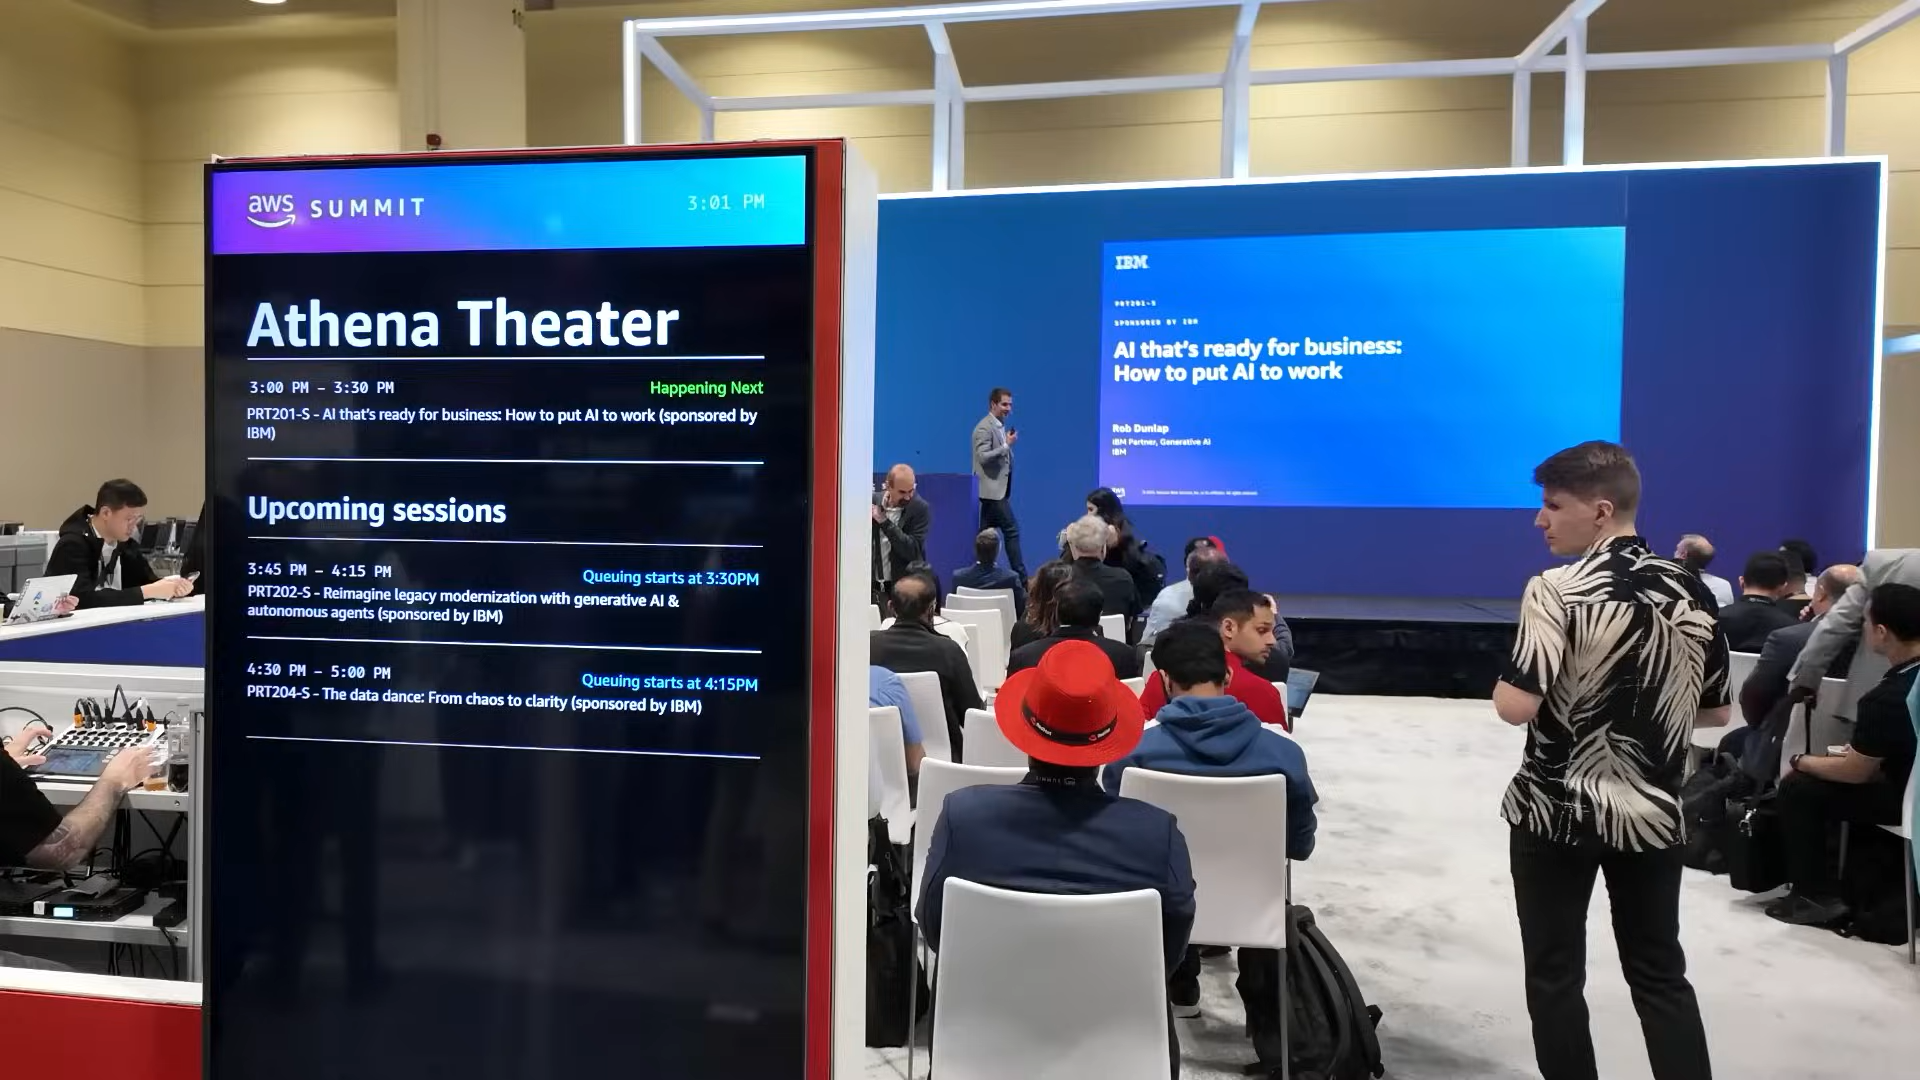 aws SUMMIT
3:01 PM
Athena Theater
3:00 PM – 3:30 PM
Happening Next
PRT201-S - AI that's ready for business: How to put AI to work (sponsored by
IBM)
Upcoming sessions
3:45 PM – 4:15 PM
Queuing starts at 3:30PM
PRT202-S - Reimagine legacy modernization with generative AI &
autonomous agents (sponsored by IBM)
4:30 PM – 5:00 PM
Queuing starts at 4:15PM
PRT204-S - The data dance: From chaos to clarity (sponsored by IBM)
IBM
PRT201-S
SPONSORED BY IBM
AI that's ready for business:
How to put AI to work
Rob Dunlap
IBM Partner, Generative AI
IBM
aws